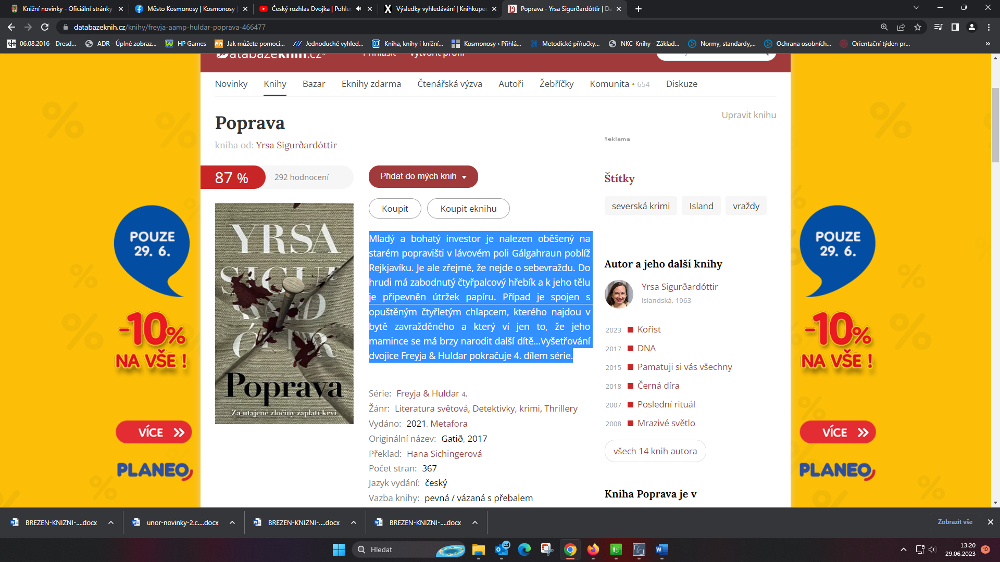 Knižní novinky - Oficiální stránky
Město Kosmonosy | Kosmonosy
Český rozhlas Dvojka | Pohled
Výsledky vyhledávání | Knihkupec
Poprava - Yrsa Sigurðardóttir | Da
databazeknih.cz/knihy/freyja-aamp-huldar-poprava-466477
06.08.2016 - Dresd...
ADR - Úplné zobraz...
HP Games
Jak můžete pomoci...
Jednoduché vyhled...
Kniha, knihy i knižní...
Kosmonosy › Přihlá...
Metodické příručky...
NKC-Knihy - Základ...
Normy, standardy,...
Ochrana osobních...
Orientační týden pr...
Databazeknih.cz
Přihlásit
Vytvořit profil
Novinky
Knihy
Bazar
Eknihy zdarma
Čtenářská výzva
Autoři
Žebříčky
Komunita • 654
Diskuze
Poprava
Upravit knihu
kniha od: Yrsa Sigurðardóttir
Reklama
87 %
292 hodnocení
Přidat do mých knih
Koupit
Koupit eknihu
Mladý a bohatý investor je nalezen oběšený na
starém popravišti v lávovém poli Gálgahraun poblíž
Rejkjavíku. Je ale zřejmé, že nejde o sebevraždu. Do
hrudi má zabodnutý čtyřpalcový hřebík a k jeho tělu
je připevněn útržek papíru. Případ je spojen s
opuštěným čtyřletým chlapcem, kterého najdou v
bytě zavražděného a který ví jen to, že jeho
mamince se má brzy narodit další dítě...Vyšetřování
dvojice Freyja & Huldar pokračuje 4. dílem série.
Série: Freyja & Huldar 4.
Žánr: Literatura světová, Detektivky, krimi, Thrillery
Vydáno: 2021, Metafora
Originální název: Gatið, 2017
Překlad: Hana Sichingerová
Počet stran: 367
Jazyk vydání: český
Vazba knihy: pevná / vázaná s přebalem
YRSA
Poprava
Za utajené zločiny zaplatí krví
Štítky
severská krimi
Island
vraždy
Autor a jeho další knihy
Yrsa Sigurðardóttir
islandská, 1963
2023 Kořist
2017 DNA
2015 Pamatuji si vás všechny
2018 Černá díra
2007 Poslední rituál
2008 Mrazivé světlo
všech 14 knih autora
Kniha Poprava je v
POUZE
29. 6.
-10%
NA VŠE !
VÍCE
PLANEO
POUZE
29. 6.
-10%
NA VŠE !
VÍCE
PLANEO
BREZEN-KNIZNI-....docx
unor-novinky-2.c....docx
BREZEN-KNIZNI-....docx
BREZEN-KNIZNI-....docx
Zobrazit vše
Hledat
13:20
29.06.2023
10